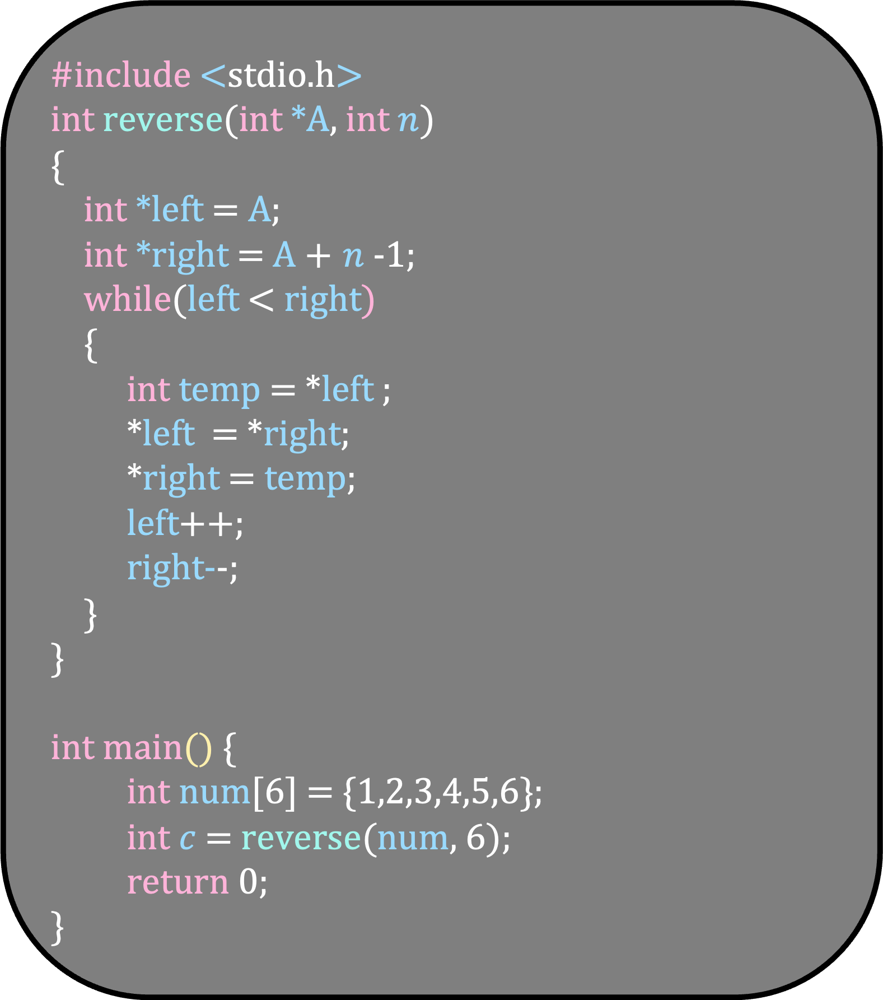 #include <stdio.h>
int reverse(int *A, int n)
{
int *left = A;
int *right = A + n -1;
while(left < right)
{
int temp = *left ;
*left  = *right;
*right = temp;
left++;
right--;
}
}
int main() {
int num[6] = {1,2,3,4,5,6};
int c = reverse(num, 6);
return 0;
}